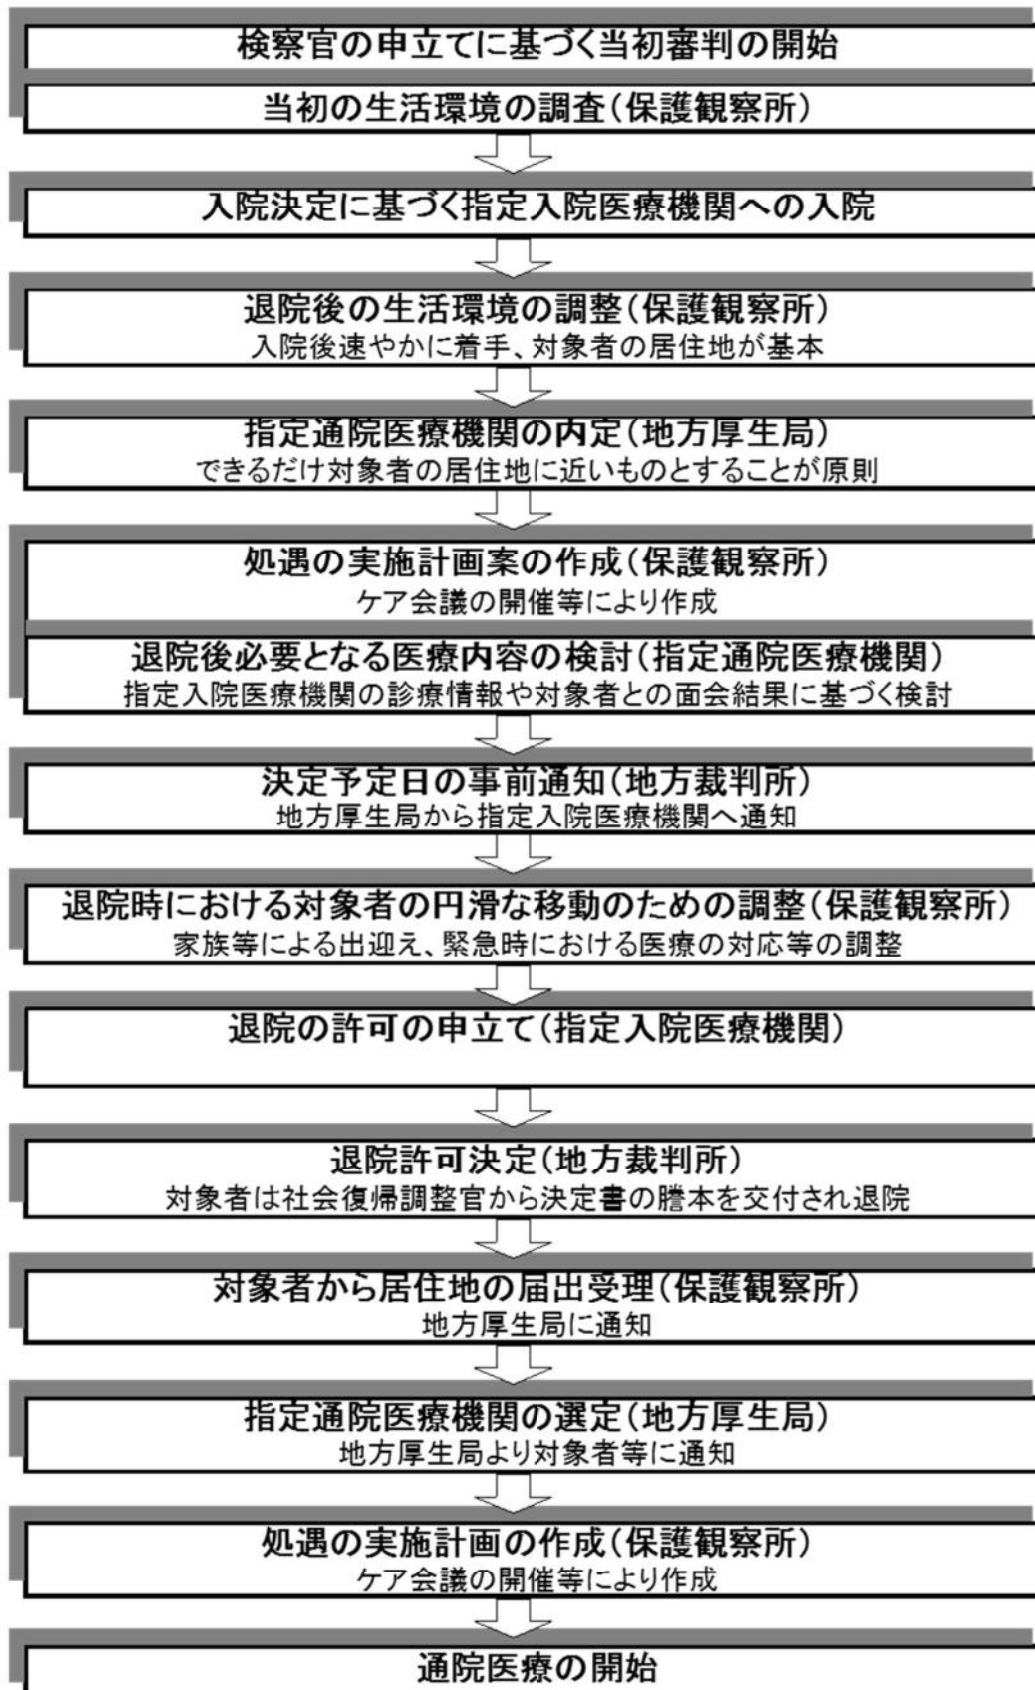 検察官の申立てに基づく当初審判の開始
当初の生活環境の調査(保護観察所)
入院決定に基づく指定入院医療機関への入院
退院後の生活環境の調整(保護観察所)
入院後速やかに着手、対象者の居住地が基本
指定通院医療機関の内定(地方厚生局)
できるだけ対象者の居住地に近いものとすることが原則
処遇の実施計画案の作成(保護観察所)
ケア会議の開催等により作成
退院後必要となる医療内容の検討(指定通院医療機関)
指定入院医療機関の診療情報や対象者との面会結果に基づく検討
決定予定日の事前通知(地方裁判所)
地方厚生局から指定入院医療機関へ通知
退院時における対象者の円滑な移動のための調整(保護観察所)
家族等による出迎え、緊急時における医療の対応等の調整
退院の許可の申立て(指定入院医療機関)
退院許可決定(地方裁判所)
対象者は社会復帰調整官から決定書の謄本を交付され退院
対象者から居住地の届出受理(保護観察所)
地方厚生局に通知
指定通院医療機関の選定(地方厚生局)
地方厚生局より対象者等に通知
処遇の実施計画の作成(保護観察所)
ケア会議の開催等により作成
通院医療の開始